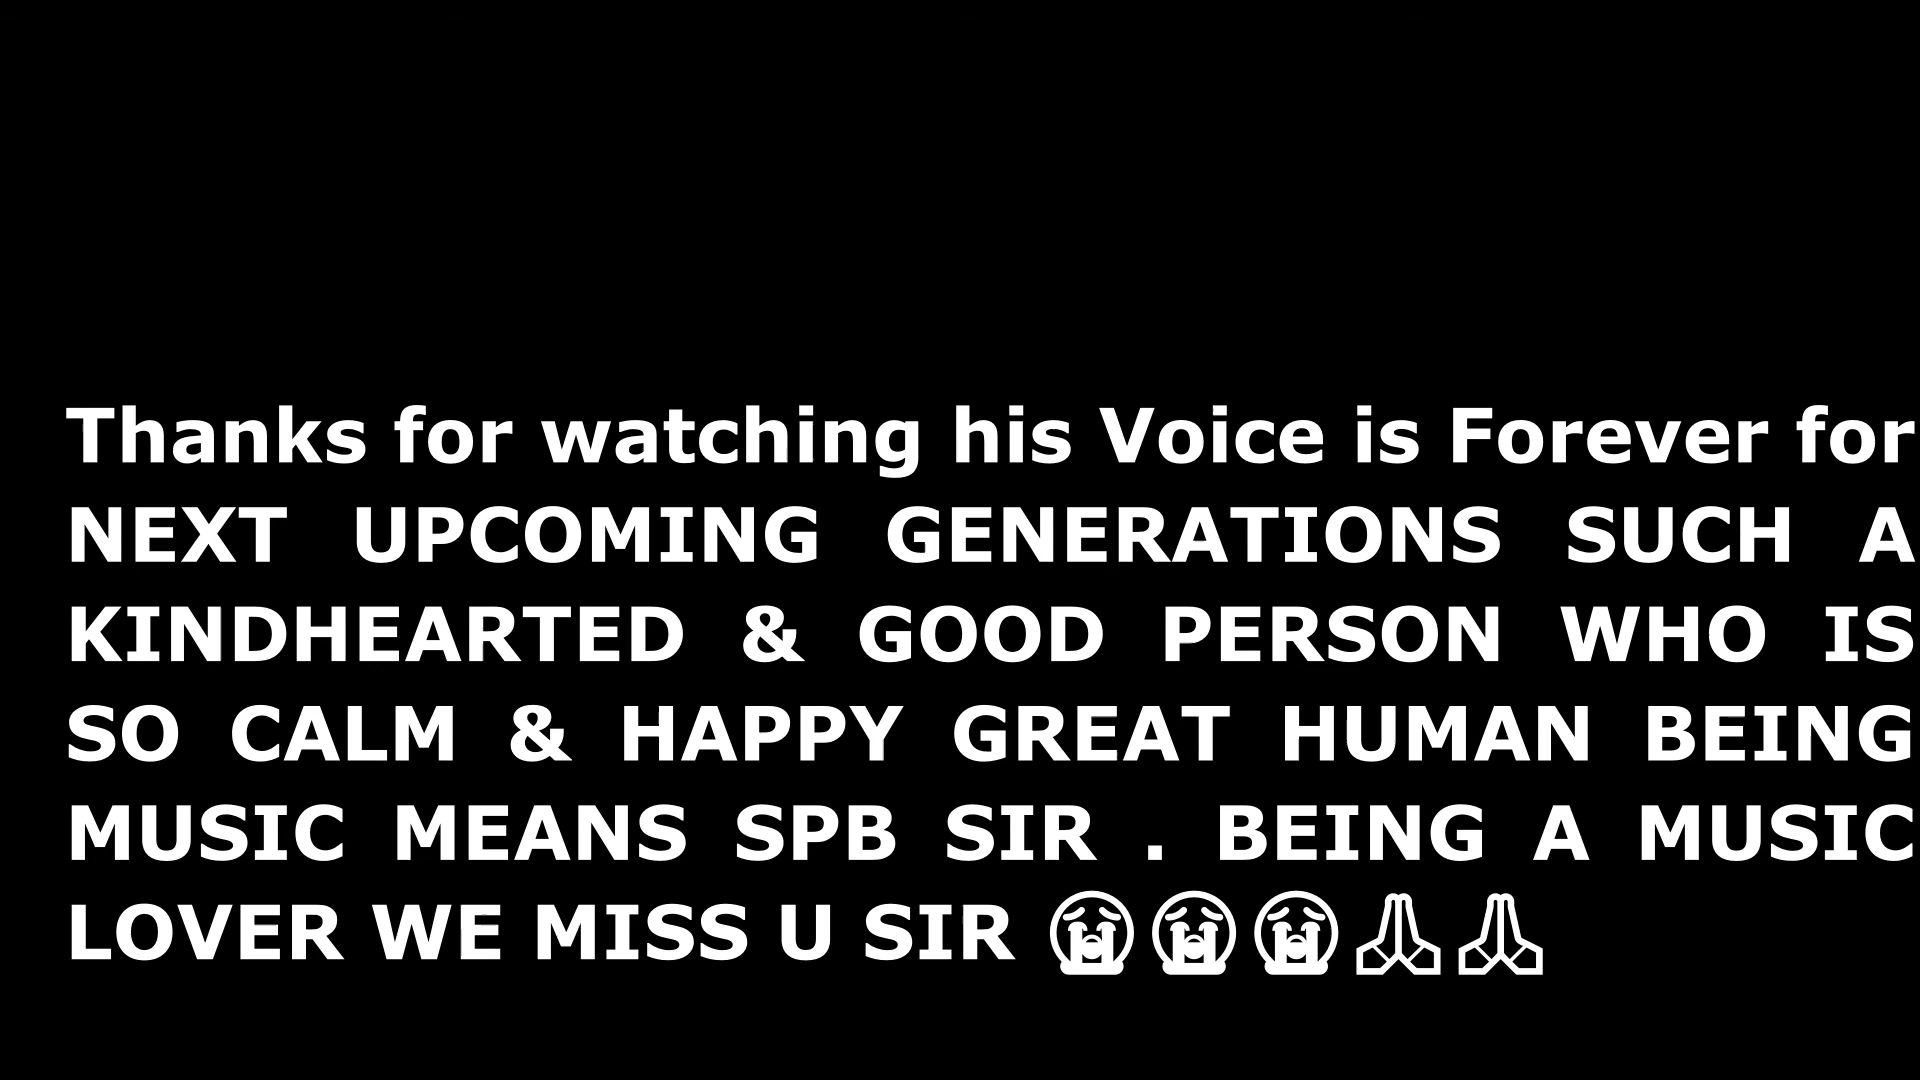 Thanks for watching his Voice is Forever for
NEXT UPCOMING GENERATIONS SUCH A
KINDHEARTED & GOOD PERSON WHO IS
SO CALM & HAPPY GREAT HUMAN BEING
MUSIC MEANS SPB SIR . BEING A MUSIC
LOVER WE MISS U SIR 😭😭😭🙏🙏